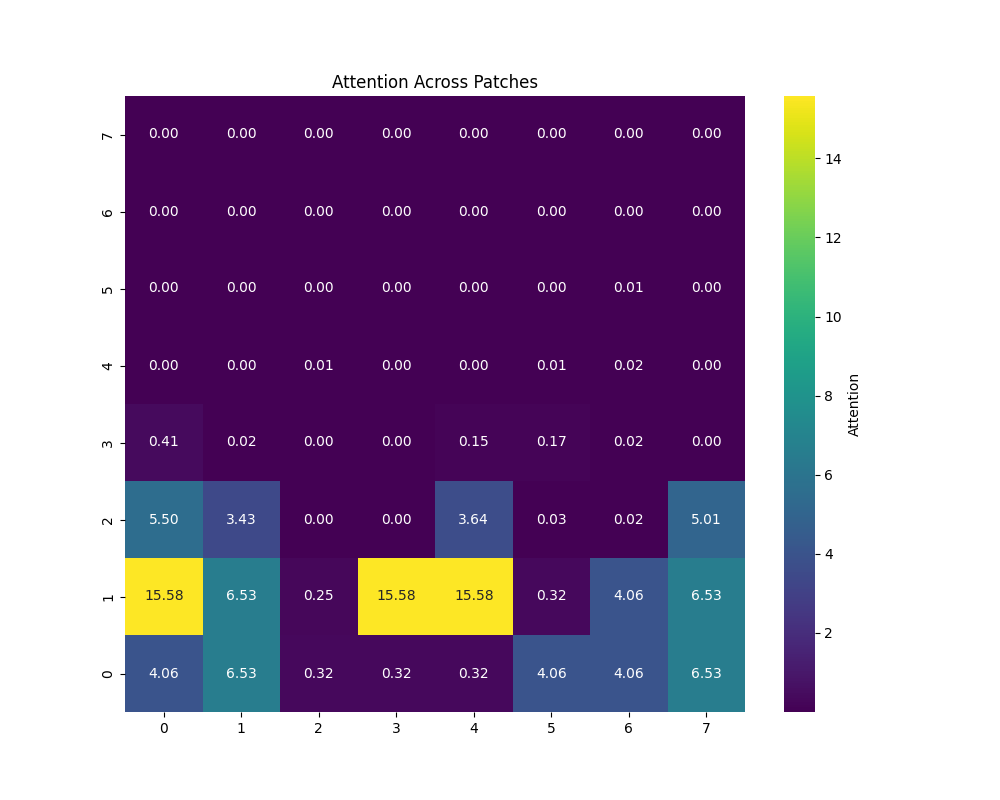 Attention Across Patches
7 0.00 0.00 0.00 0.00 0.00 0.00 0.00 0.00
14
6 0.00 0.00 0.00 0.00 0.00 0.00 0.00 0.00
12
5 0.00 0.00 0.00 0.00 0.00 0.00 0.01 0.00
10
4 0.00 0.00 0.01 0.00 0.00 0.01 0.02 0.00
8
Attention
3 0.41 0.02 0.00 0.00 0.15 0.17 0.02 0.00
6
2 5.50 3.43 0.00 0.00 3.64 0.03 0.02 5.01
4
1 15.58 6.53 0.25 15.58 15.58 0.32 4.06 6.53
2
0 4.06 6.53 0.32 0.32 0.32 4.06 4.06 6.53
0 1 2 3 4 5 6 7